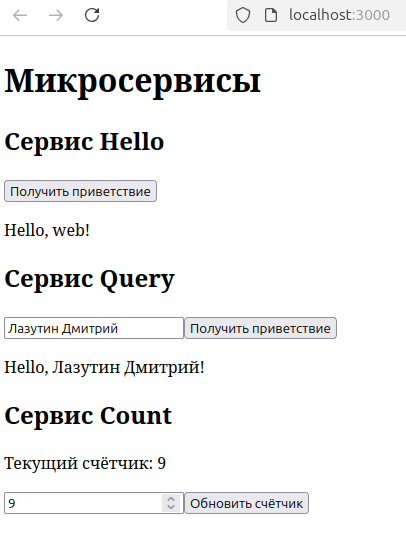 localhost:3000
Микросервисы
Сервис Hello
Получить приветствие
Hello, web!
Сервис Query
Лазутин Дмитрий Получить приветствие
Hello, Лазутин Дмитрий!
Сервис Count
Текущий счётчик: 9
9 Обновить счётчик